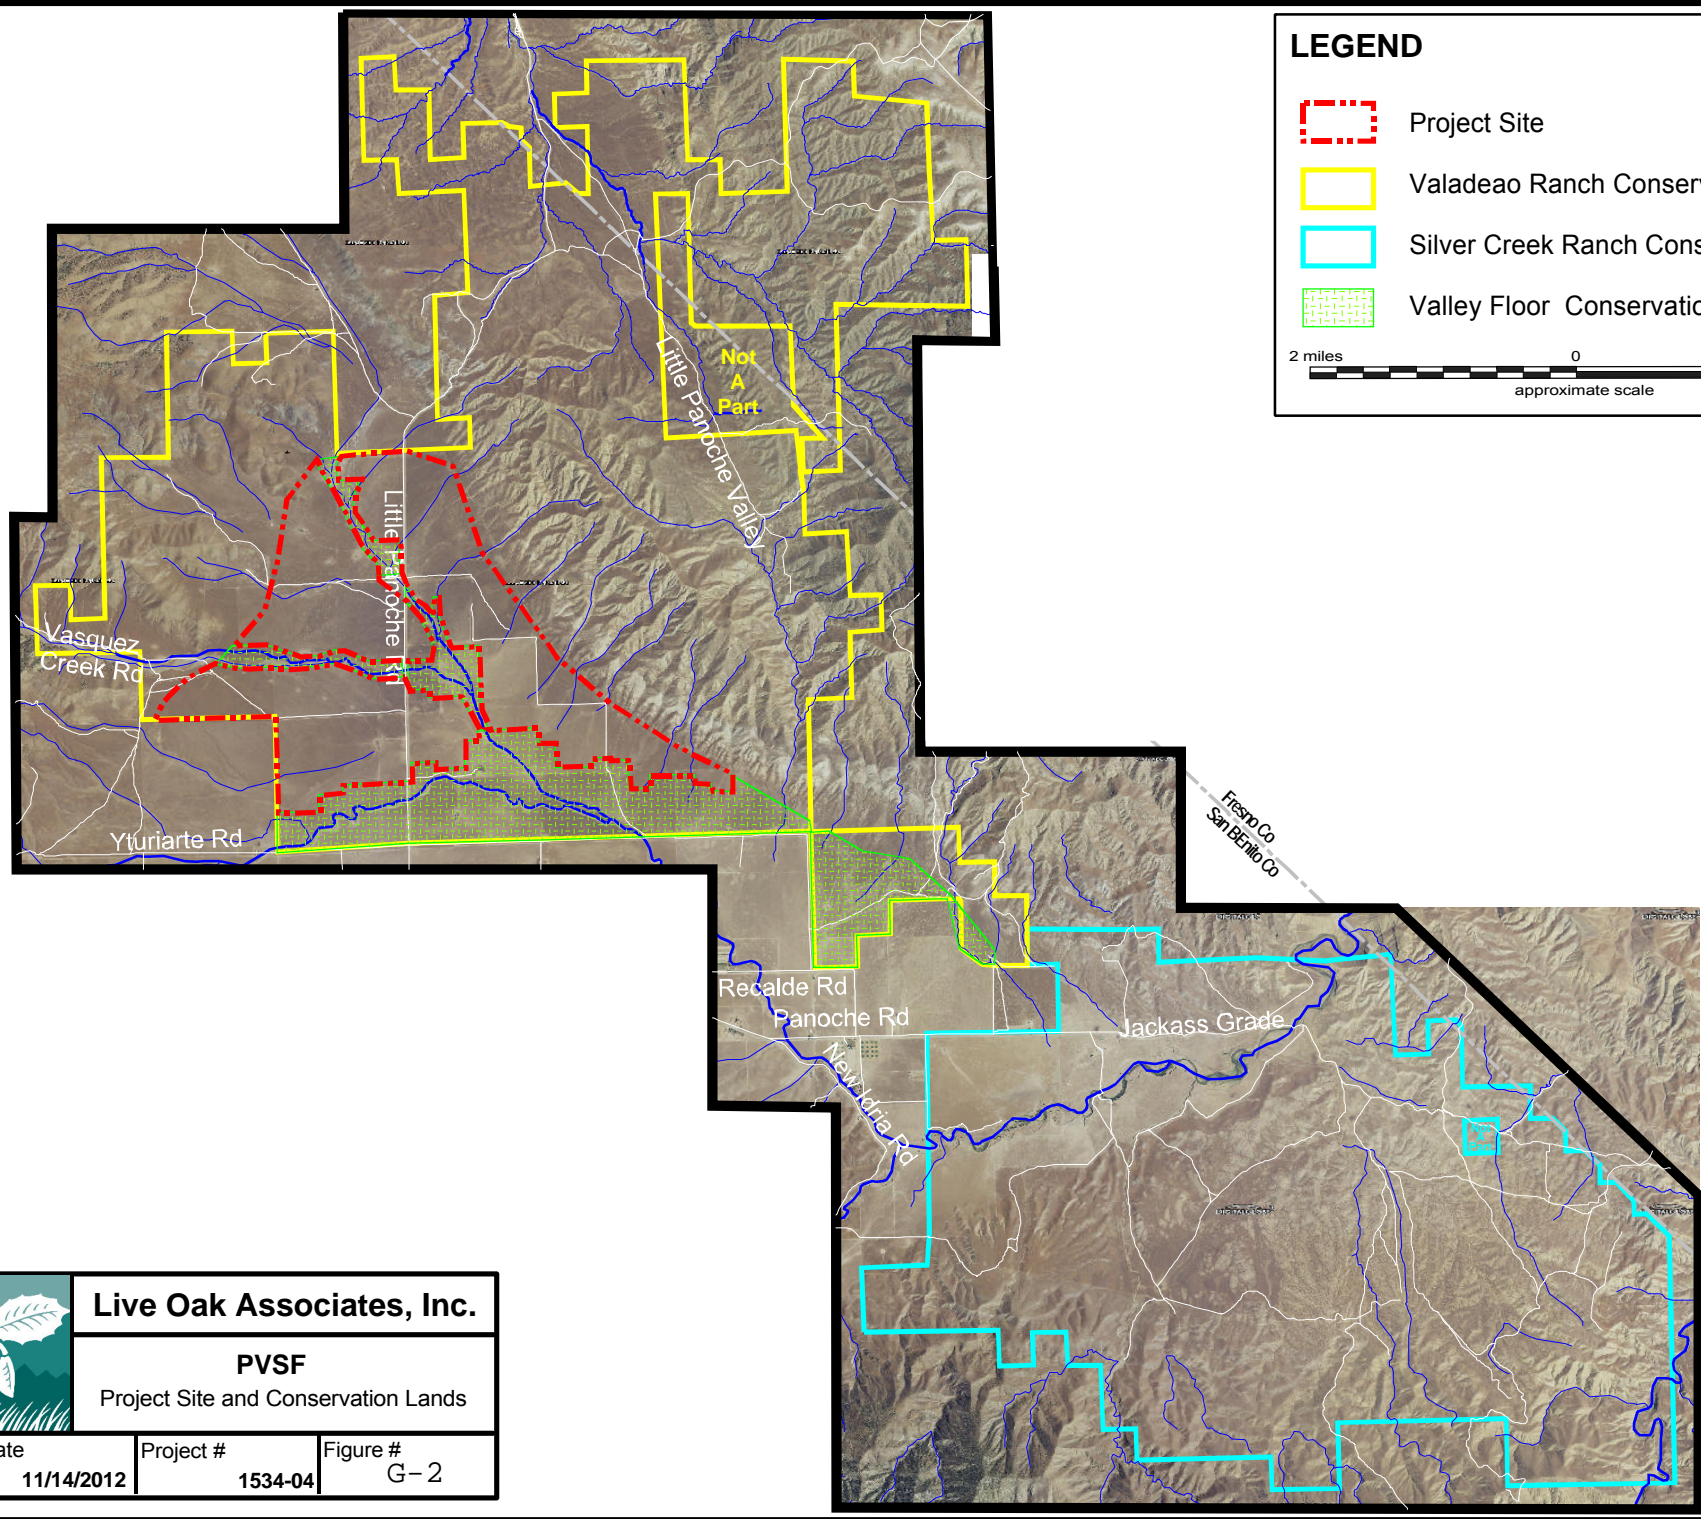 LEGEND
Project Site
Valadeao Ranch Conserv
Silver Creek Ranch Cons
Valley Floor Conservatio
2 miles
0
approximate scale
Not
A
Part
Little Panoche Valley
Little Panoche Rd
Vasquez
Creek Rd
Yturiarte Rd
Fresno Co
San BEnito Co
Recalde Rd
Panoche Rd
Jackass Grade
New Idria Rd
Live Oak Associates, Inc.
PVSF
Project Site and Conservation Lands
ate
Project #
Figure #
11/14/2012
1534-04
G-2